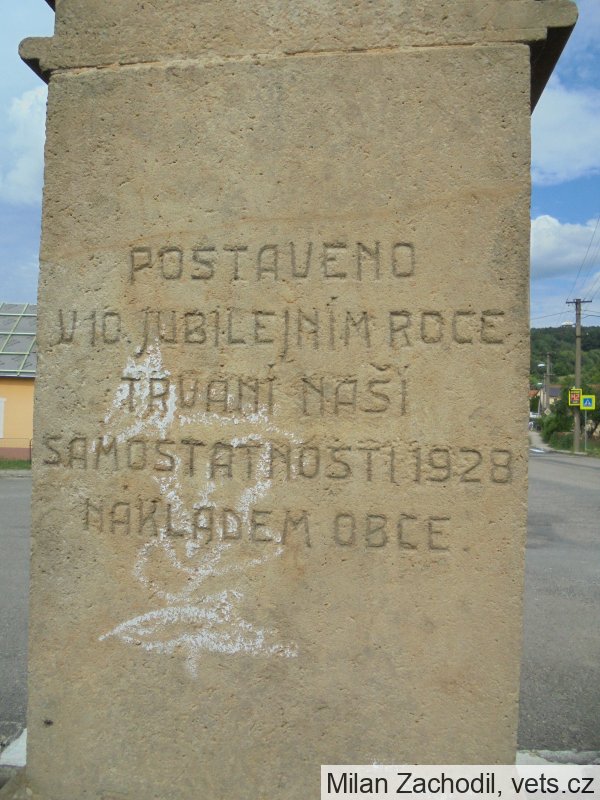 POSTAVENO
V 10. JUBILEJNÍM ROCE
TRVÁNÍ NAŠÍ
SAMOSTATNOSTI 1928
NÁKLADEM OBCE.
Milan Zachodil, vets.cz